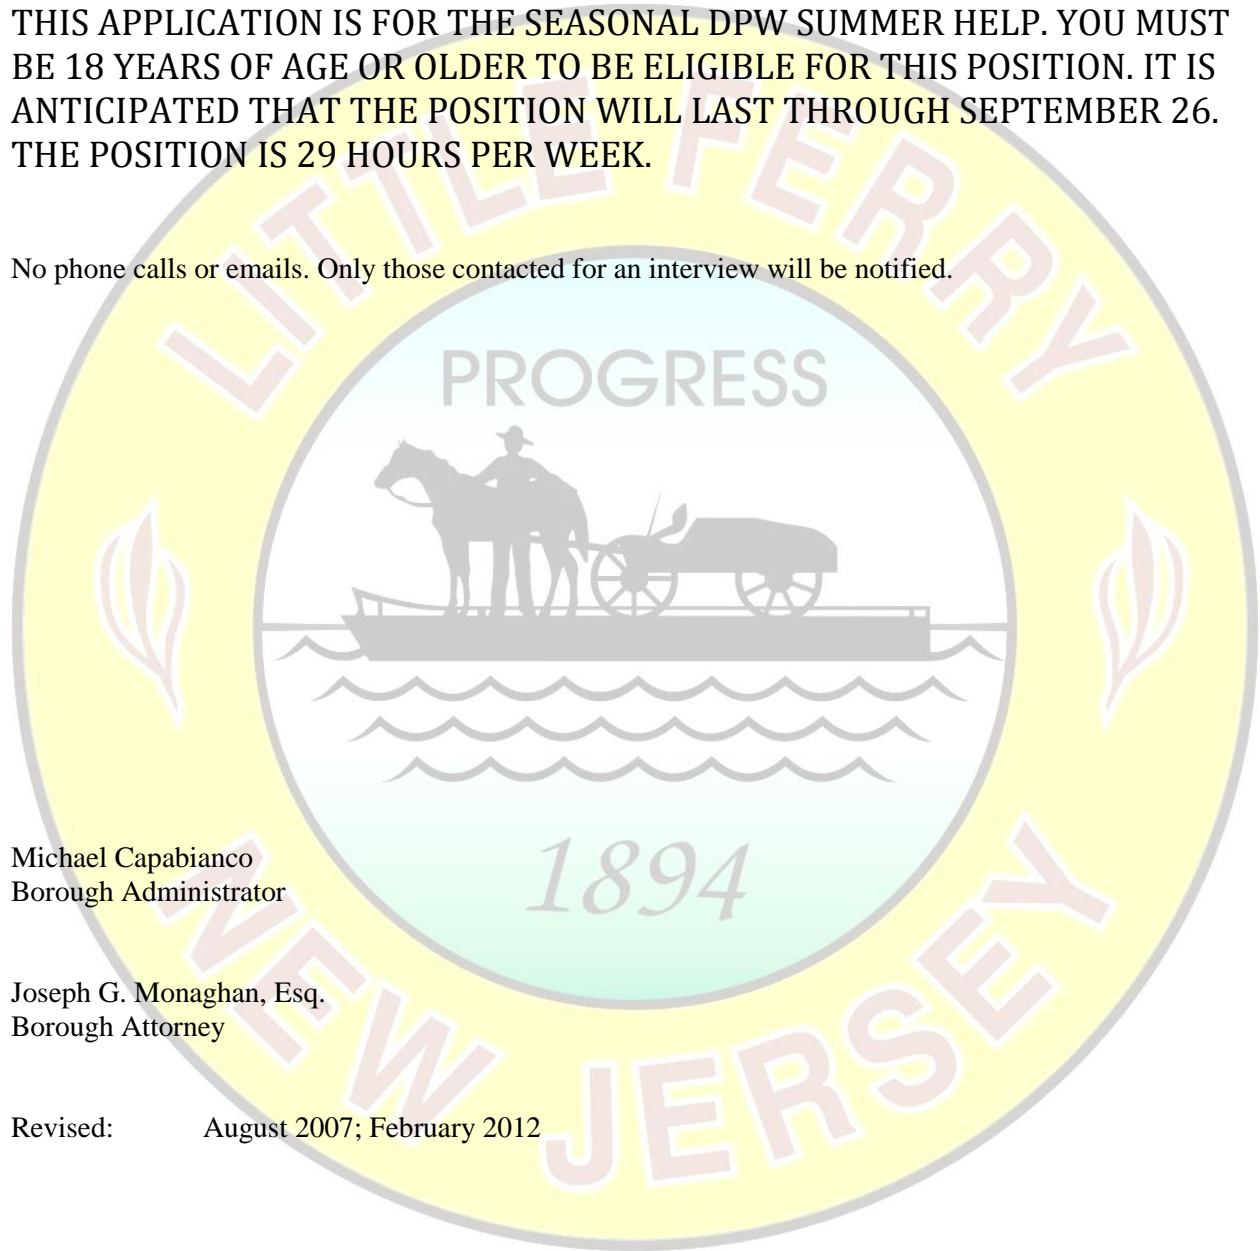 THIS APPLICATION IS FOR THE SEASONAL DPW SUMMER HELP. YOU MUST
BE 18 YEARS OF AGE OR OLDER TO BE ELIGIBLE FOR THIS POSITION. IT IS
ANTICIPATED THAT THE POSITION WILL LAST THROUGH SEPTEMBER 26.
THE POSITION IS 29 HOURS PER WEEK.
No phone calls or emails. Only those contacted for an interview will be notified.
LITTLE FERRY
PROGRESS
1894
NEW JERSEY
Michael Capabianco
Borough Administrator
Joseph G. Monaghan, Esq.
Borough Attorney
Revised: August 2007; February 2012